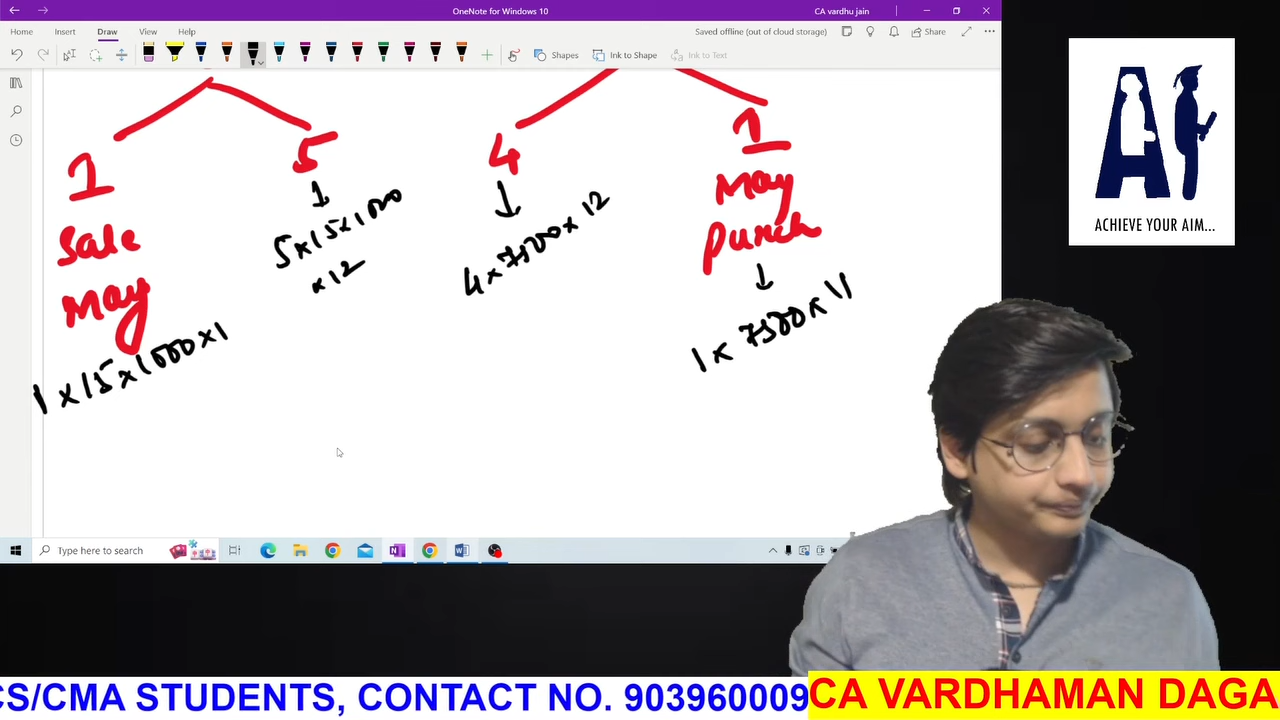 OneNote for Windows 10
CA vardhu jain
Home
Insert
Draw
View
Help
Saved offline (out of cloud storage)
Share
Shapes
Ink to Shape
Ink to Text
1
Sale
May
1 x 15 x 1000 x 1
5
5 x 15 x 1000
x 12
4
4 x 7500 x 12
1
May
Purch
1 x 7500 x 11
ACHIEVE YOUR AIM...
Type here to search
CS/CMA STUDENTS, CONTACT NO. 903960009
CA VARDHAMAN DAGA